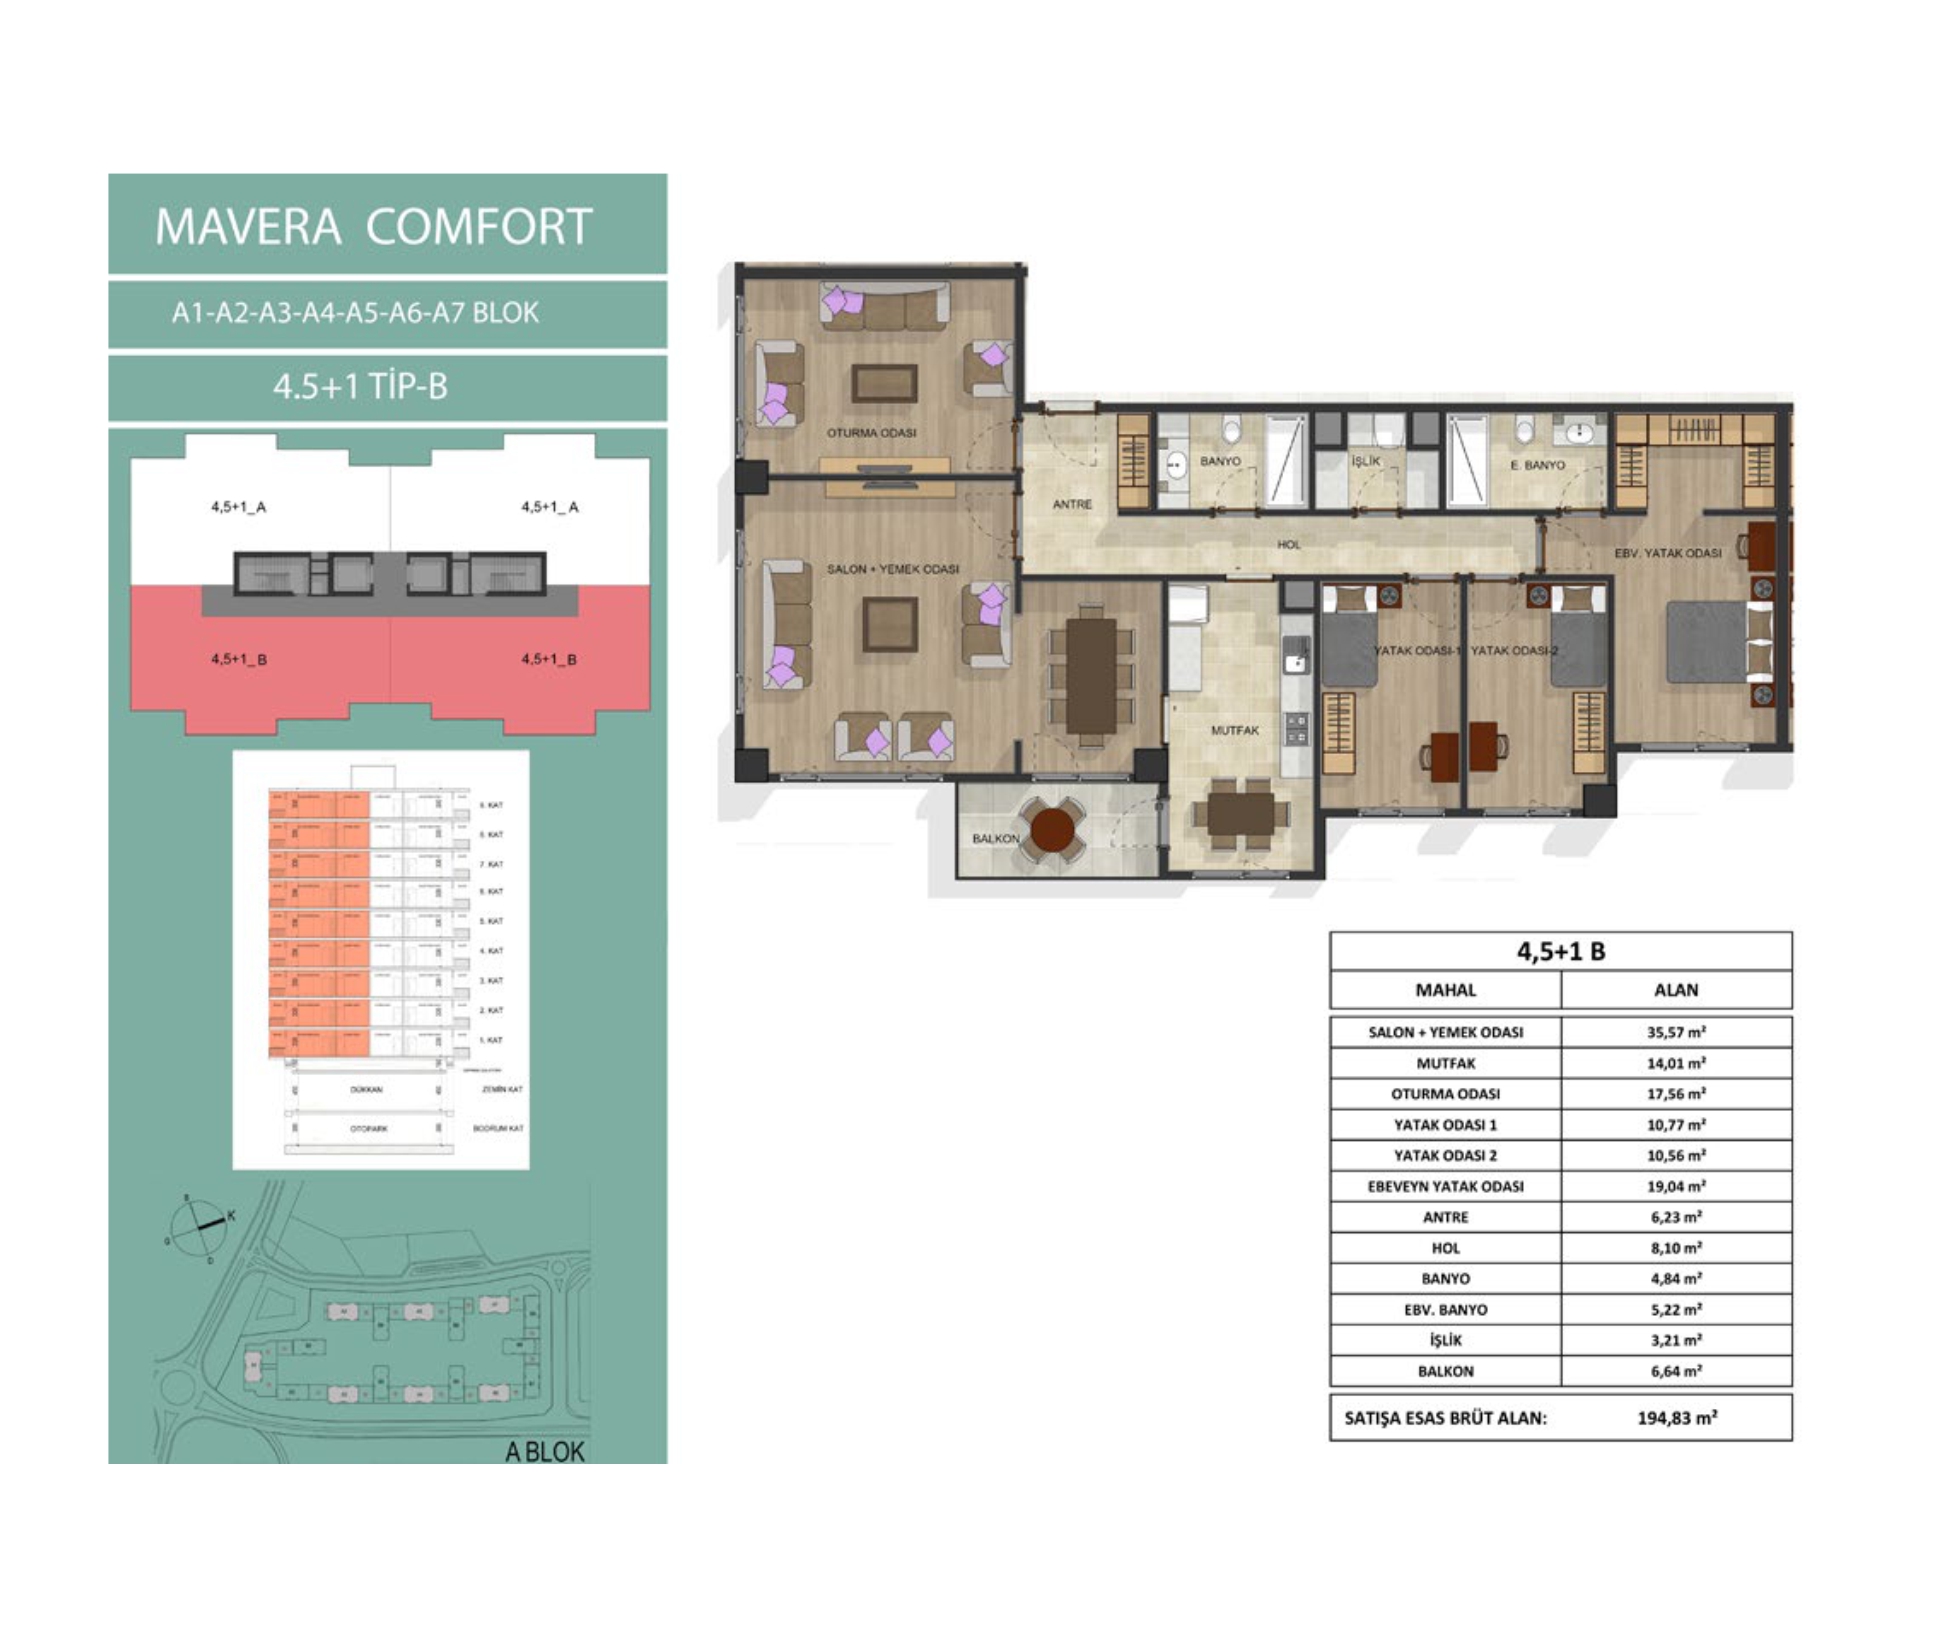 MAVERA COMFORT
A1-A2-A3-A4-A5-A6-A7 BLOK
4.5+1 TİP-B
4,5+1_A
4,5+1_A
4,5+1_B
4,5+1_B
7. KAT
5. KAT
4. KAT
3. KAT
2. KAT
1. KAT
DÜKKAN
ZEMİN KAT
OTOPARK
BODRUM KAT
K
A BLOK
OTURMA ODASI
ANTRE
BANYO
İŞLİK
E. BANYO
HOL
EBV. YATAK ODASI
SALON + YEMEK ODASI
YATAK ODASI-1
YATAK ODASI-2
MUTFAK
BALKON
4,5+1 B
MAHAL ALAN
SALON + YEMEK ODASI 35,57 m²
MUTFAK 14,01 m²
OTURMA ODASI 17,56 m²
YATAK ODASI 1 10,77 m²
YATAK ODASI 2 10,56 m²
EBEVEYN YATAK ODASI 19,04 m²
ANTRE 6,23 m²
HOL 8,10 m²
BANYO 4,84 m²
EBV. BANYO 5,22 m²
İŞLİK 3,21 m²
BALKON 6,64 m²
SATIŞA ESAS BRÜT ALAN: 194,83 m²